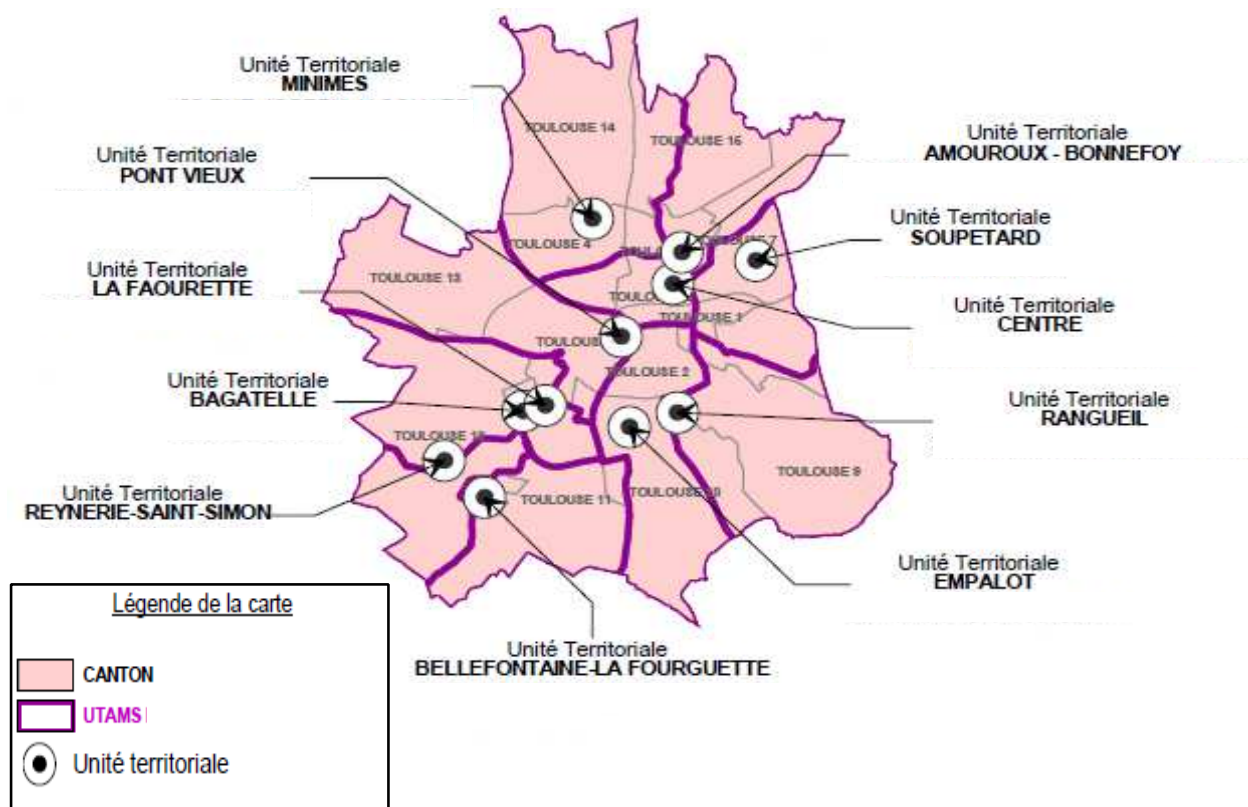 Unité Territoriale
MINIMES
Unité Territoriale
PONT VIEUX
Unité Territoriale
LA FAOURETTE
Unité Territoriale
BAGATELLE
Unité Territoriale
REYNERIE-SAINT-SIMON
Unité Territoriale
AMOUROUX - BONNEFOY
Unité Territoriale
SOUPETARD
Unité Territoriale
CENTRE
Unité Territoriale
RANGUEIL
Unité Territoriale
EMPALOT
Unité Territoriale
BELLEFONTAINE-LA FOURGUETTE
TOULOUSE 14
TOULOUSE 15
TOULOUSE 4
TOULOUSE 13
TOULOUSE 1
TOULOUSE 2
TOULOUSE 9
TOULOUSE 11
Légende de la carte
CANTON
UTAMS
Unité territoriale